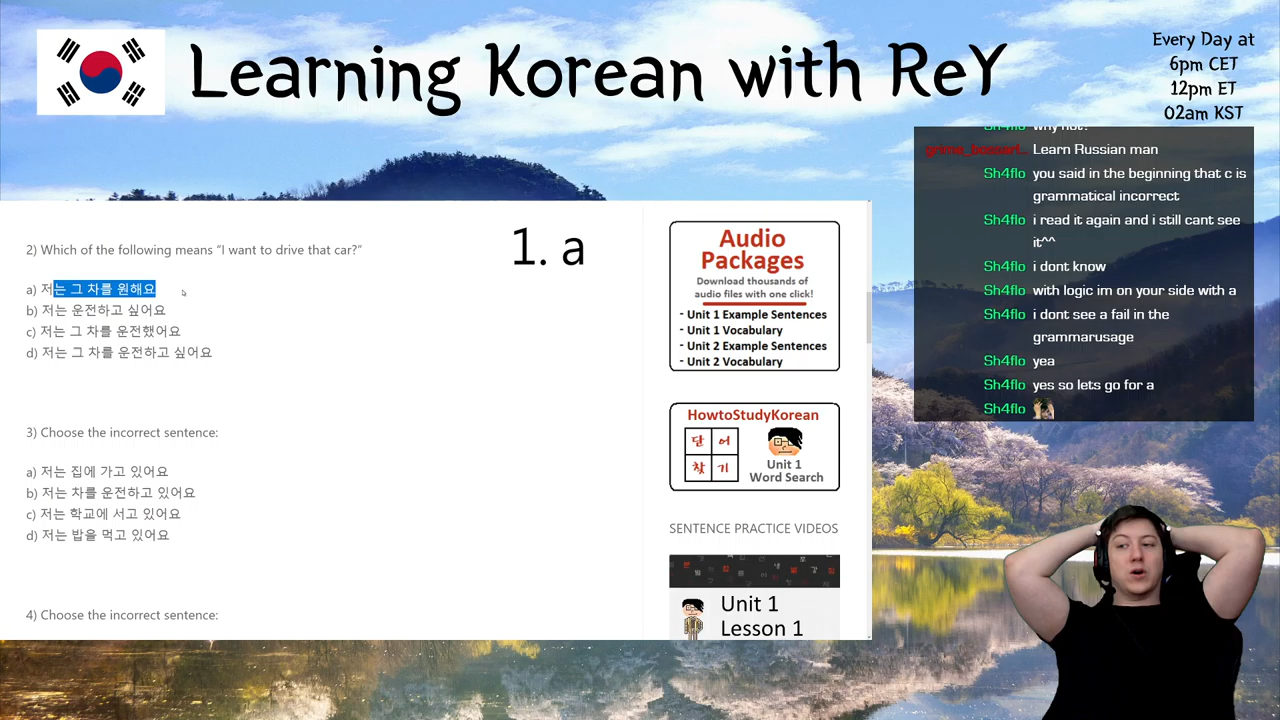 Learning Korean with ReY
Every Day at
6pm CET
12pm ET
02am KST
Sh4flo why not?
Learn Russian man
Sh4flo you said in the beginning that c is
grammatical incorrect
Sh4flo i read it again and i still cant see
it^^
Sh4flo i dont know
Sh4flo with logic im on your side with a
Sh4flo i dont see a fail in the
grammarusage
Sh4flo yea
Sh4flo yes so lets go for a
Sh4flo
2) Which of the following means “I want to drive that car?”
1. a
a) 저는 그 차를 원해요
b) 저는 운전하고 싶어요
c) 저는 그 차를 운전했어요
d) 저는 그 차를 운전하고 싶어요
3) Choose the incorrect sentence:
a) 저는 집에 가고 있어요
b) 저는 차를 운전하고 있어요
c) 저는 학교에 서고 있어요
d) 저는 밥을 먹고 있어요
4) Choose the incorrect sentence:
Audio
Packages
Download thousands of
audio files with one click!
- Unit 1 Example Sentences
- Unit 1 Vocabulary
- Unit 2 Example Sentences
- Unit 2 Vocabulary
HowtoStudyKorean
단 어
찾 기
Unit 1
Word Search
SENTENCE PRACTICE VIDEOS
Unit 1
Lesson 1